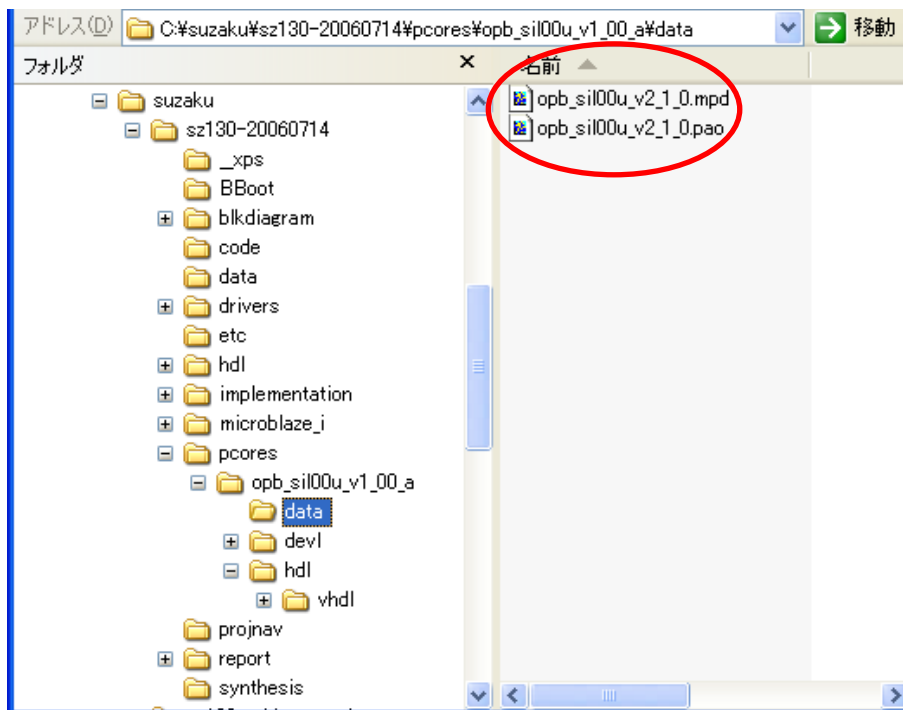 アドレス(D) C:¥suzaku¥sz130-20060714¥pcores¥opb_sil00u_v1_00_a¥data 移動
フォルダ × 名前
suzaku
sz130-20060714
_xps
BBoot
blkdiagram
code
data
drivers
etc
hdl
implementation
microblaze_i
pcores
opb_sil00u_v1_00_a
data
devl
hdl
vhdl
projnav
report
synthesis
opb_sil00u_v2_1_0.mpd
opb_sil00u_v2_1_0.pao